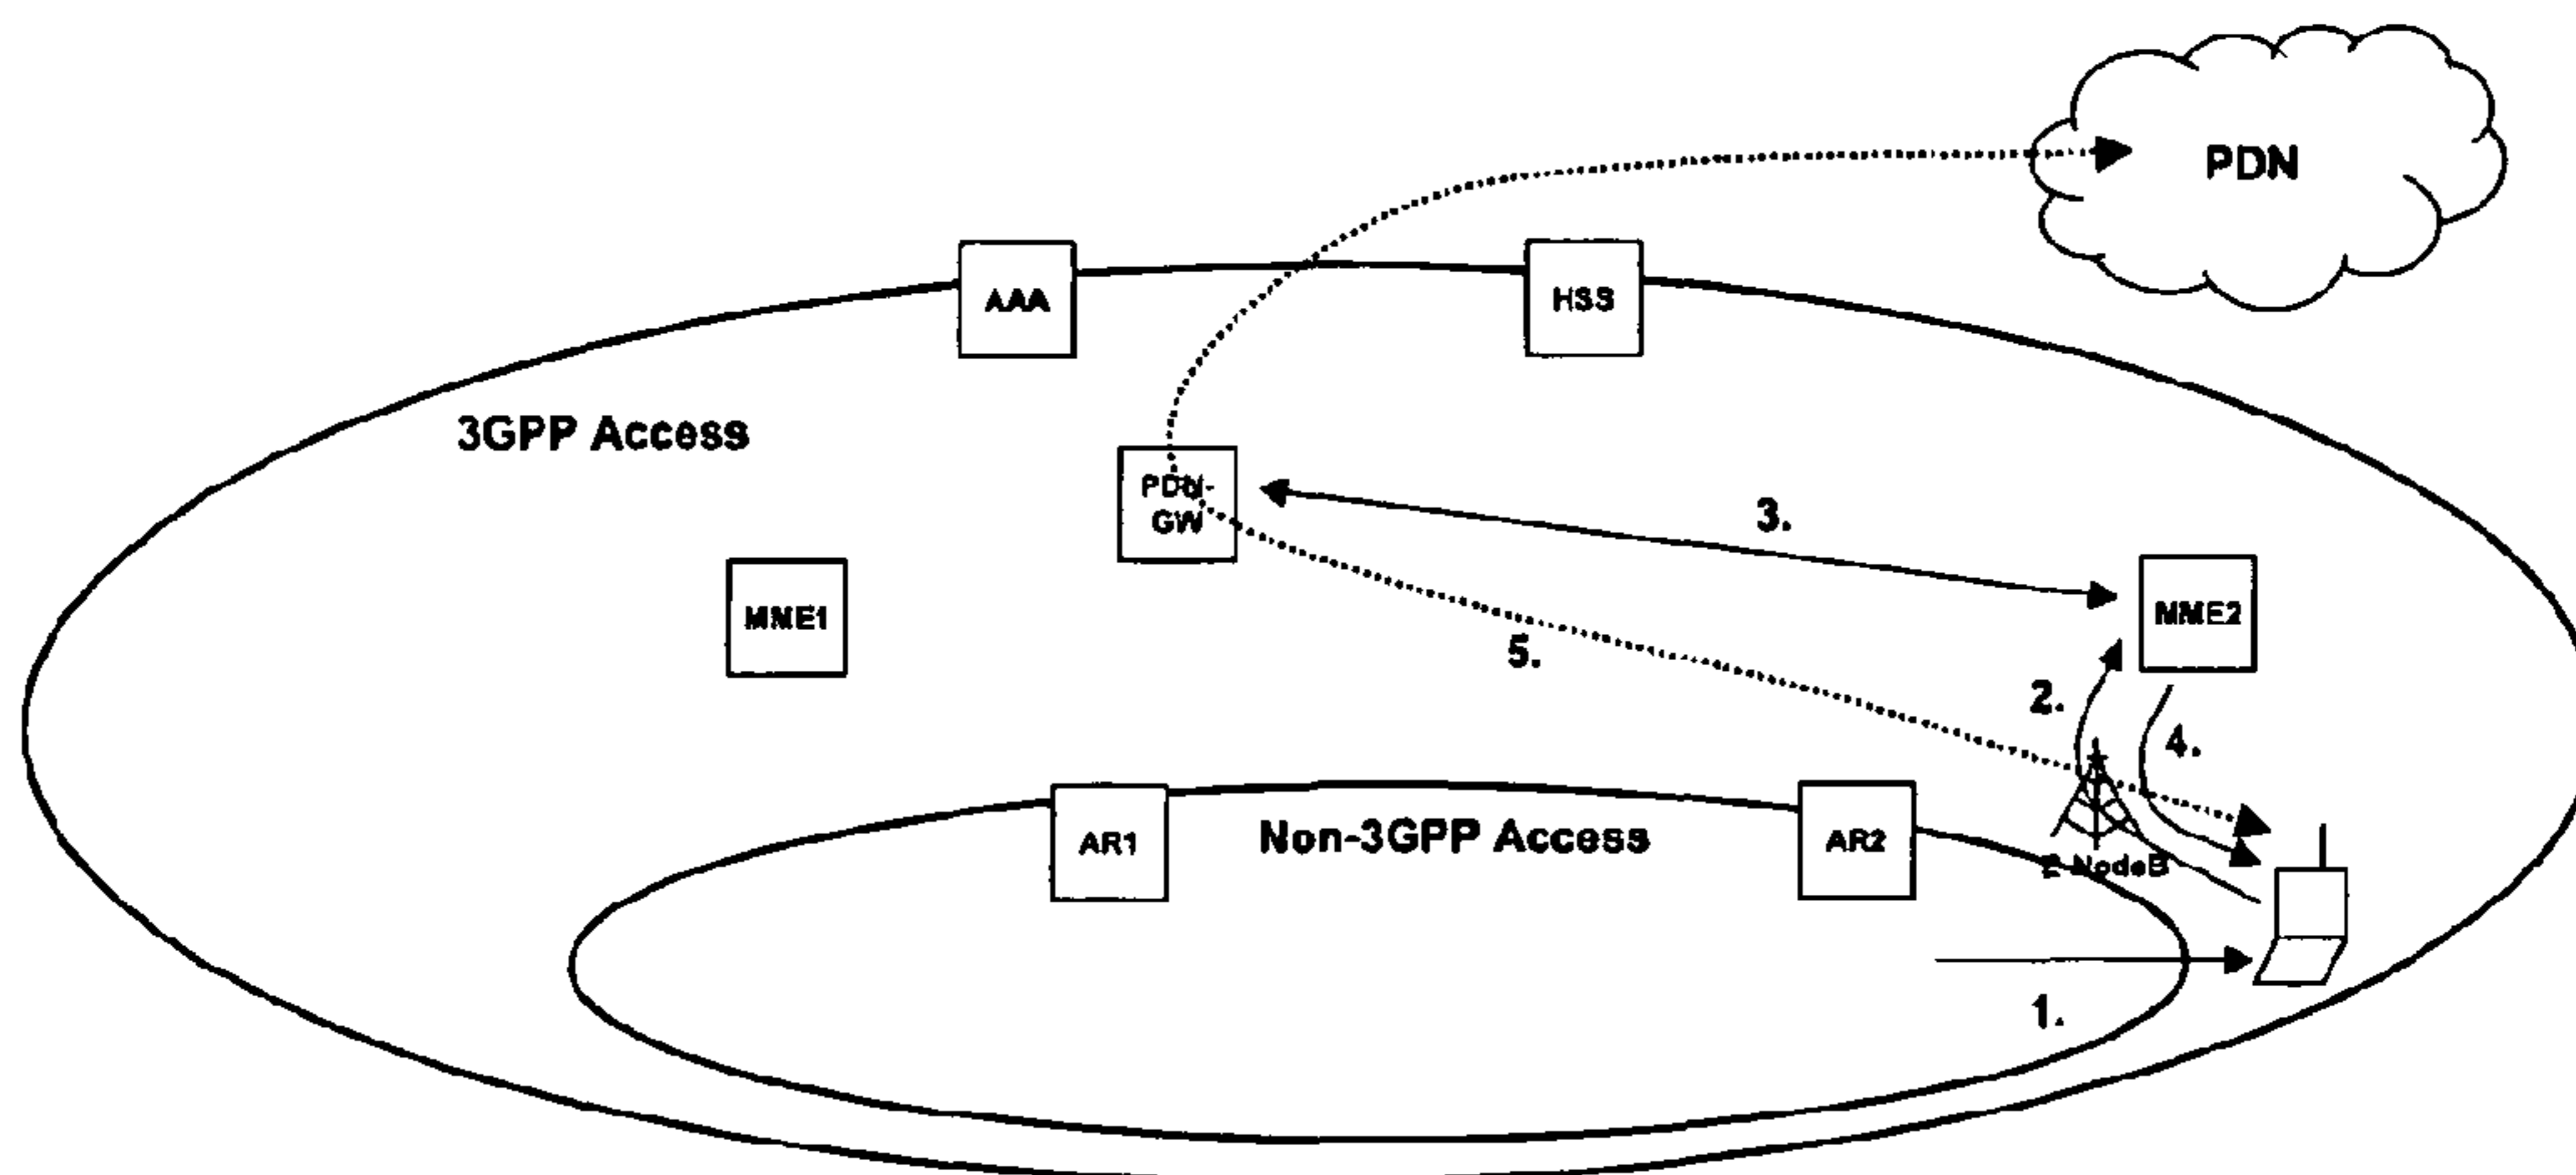 PDN
AAA
HSS
3GPP Access
PDN-
GW
3.
MME1
MME2
5.
2.
4.
AR1
Non-3GPP Access
AR2
E-NodeB
1.